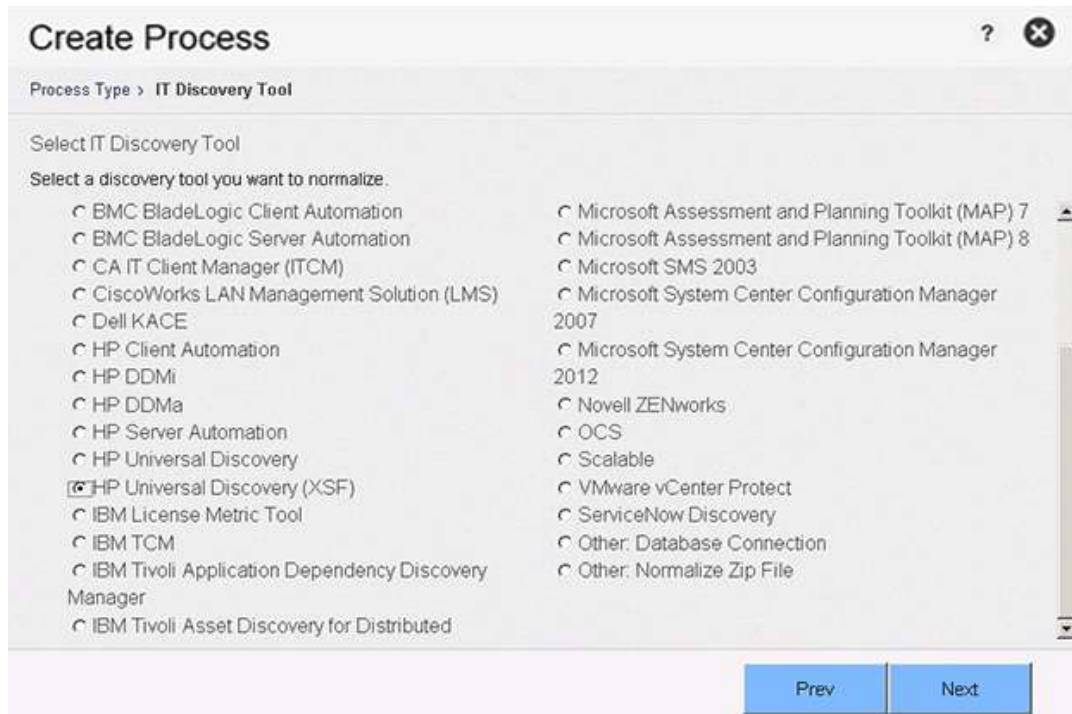 Create Process
?
Process Type > IT Discovery Tool
Select IT Discovery Tool
Select a discovery tool you want to normalize.
BMC BladeLogic Client Automation
BMC BladeLogic Server Automation
CA IT Client Manager (ITCM)
CiscoWorks LAN Management Solution (LMS)
Dell KACE
HP Client Automation
HP DDMi
HP DDMa
HP Server Automation
HP Universal Discovery
HP Universal Discovery (XSF)
IBM License Metric Tool
IBM TCM
IBM Tivoli Application Dependency Discovery
Manager
IBM Tivoli Asset Discovery for Distributed
Microsoft Assessment and Planning Toolkit (MAP) 7
Microsoft Assessment and Planning Toolkit (MAP) 8
Microsoft SMS 2003
Microsoft System Center Configuration Manager
2007
Microsoft System Center Configuration Manager
2012
Novell ZENworks
OCS
Scalable
VMware vCenter Protect
ServiceNow Discovery
Other: Database Connection
Other: Normalize Zip File
Prev
Next